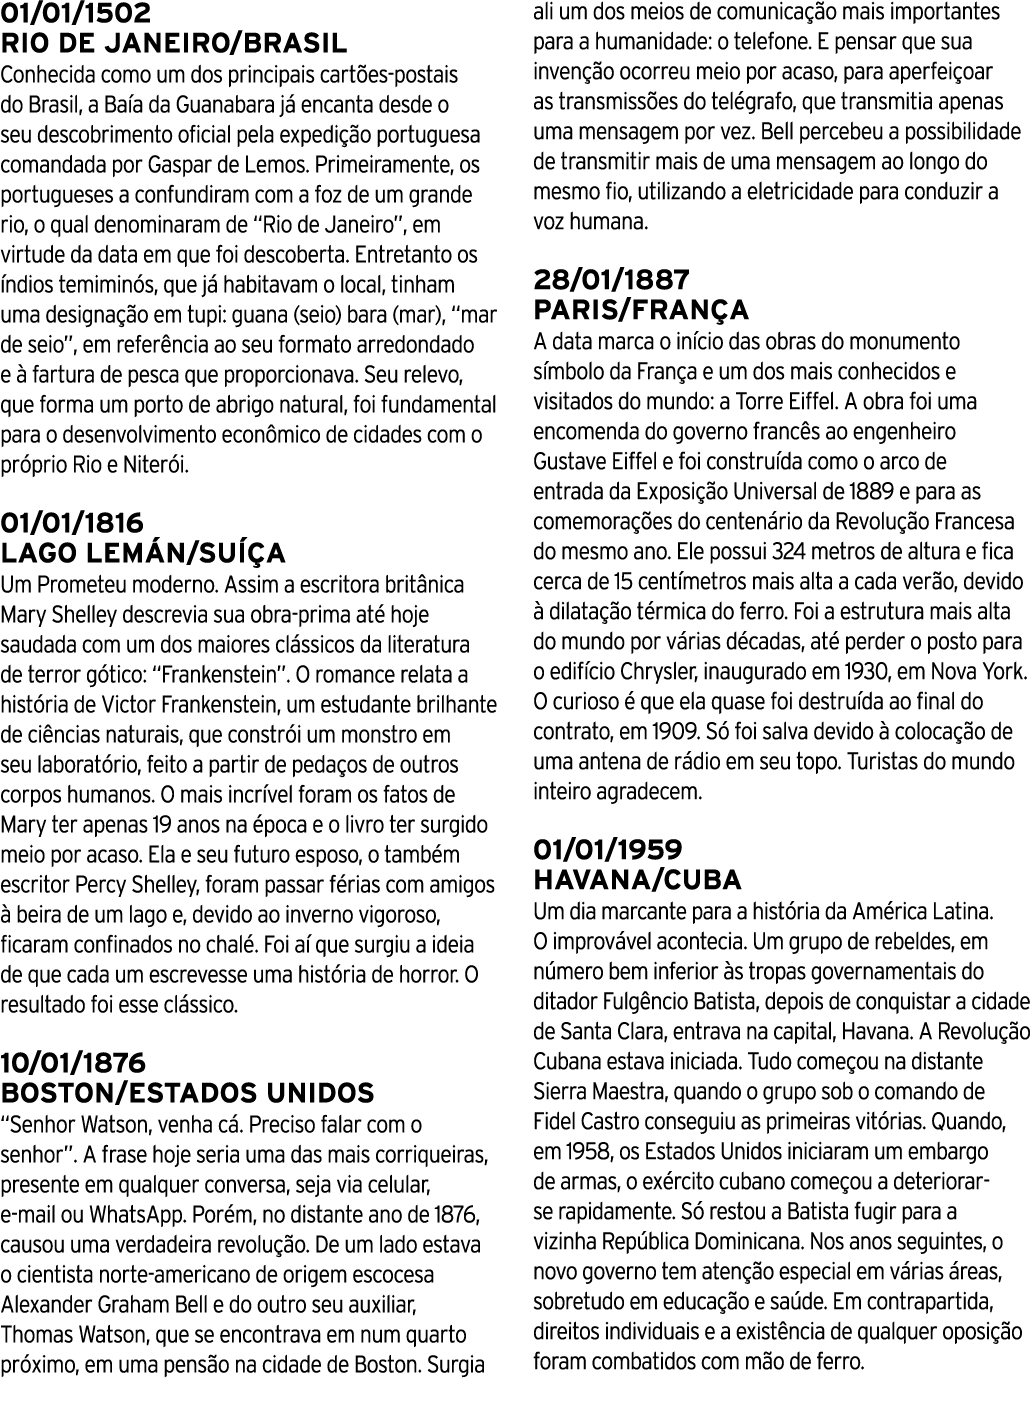 01/01/1502
RIO DE JANEIRO/BRASIL
Conhecida como um dos principais cartões-postais
do Brasil, a Baía da Guanabara já encanta desde o
seu descobrimento oficial pela expedição portuguesa
comandada por Gaspar de Lemos. Primeiramente, os
portugueses a confundiram com a foz de um grande
rio, o qual denominaram de “Rio de Janeiro”, em
virtude da data em que foi descoberta. Entretanto os
índios temiminós, que já habitavam o local, tinham
uma designação em tupi: guana (seio) bara (mar), “mar
de seio”, em referência ao seu formato arredondado
e à fartura de pesca que proporcionava. Seu relevo,
que forma um porto de abrigo natural, foi fundamental
para o desenvolvimento econômico de cidades com o
próprio Rio e Niterói.

01/01/1816
LAGO LEMÁN/SUÍÇA
Um Prometeu moderno. Assim a escritora britânica
Mary Shelley descrevia sua obra-prima até hoje
saudada com um dos maiores clássicos da literatura
de terror gótico: “Frankenstein”. O romance relata a
história de Victor Frankenstein, um estudante brilhante
de ciências naturais, que constrói um monstro em
seu laboratório, feito a partir de pedaços de outros
corpos humanos. O mais incrível foram os fatos de
Mary ter apenas 19 anos na época e o livro ter surgido
meio por acaso. Ela e seu futuro esposo, o também
escritor Percy Shelley, foram passar férias com amigos
à beira de um lago e, devido ao inverno vigoroso,
ficaram confinados no chalé. Foi aí que surgiu a ideia
de que cada um escrevesse uma história de horror. O
resultado foi esse clássico.

10/01/1876
BOSTON/ESTADOS UNIDOS
“Senhor Watson, venha cá. Preciso falar com o
senhor”. A frase hoje seria uma das mais corriqueiras,
presente em qualquer conversa, seja via celular,
e-mail ou WhatsApp. Porém, no distante ano de 1876,
causou uma verdadeira revolução. De um lado estava
o cientista norte-americano de origem escocesa
Alexander Graham Bell e do outro seu auxiliar,
Thomas Watson, que se encontrava em num quarto
próximo, em uma pensão na cidade de Boston. Surgia
ali um dos meios de comunicação mais importantes
para a humanidade: o telefone. E pensar que sua
invenção ocorreu meio por acaso, para aperfeiçoar
as transmissões do telégrafo, que transmitia apenas
uma mensagem por vez. Bell percebeu a possibilidade
de transmitir mais de uma mensagem ao longo do
mesmo fio, utilizando a eletricidade para conduzir a
voz humana.

28/01/1887
PARIS/FRANÇA
A data marca o início das obras do monumento
símbolo da França e um dos mais conhecidos e
visitados do mundo: a Torre Eiffel. A obra foi uma
encomenda do governo francês ao engenheiro
Gustave Eiffel e foi construída como o arco de
entrada da Exposição Universal de 1889 e para as
comemorações do centenário da Revolução Francesa
do mesmo ano. Ele possui 324 metros de altura e fica
cerca de 15 centímetros mais alta a cada verão, devido
à dilatação térmica do ferro. Foi a estrutura mais alta
do mundo por várias décadas, até perder o posto para
o edifício Chrysler, inaugurado em 1930, em Nova York.
O curioso é que ela quase foi destruída ao final do
contrato, em 1909. Só foi salva devido à colocação de
uma antena de rádio em seu topo. Turistas do mundo
inteiro agradecem.

01/01/1959
HAVANA/CUBA
Um dia marcante para a história da América Latina.
O improvável acontecia. Um grupo de rebeldes, em
número bem inferior às tropas governamentais do
ditador Fulgêncio Batista, depois de conquistar a cidade
de Santa Clara, entrava na capital, Havana. A Revolução
Cubana estava iniciada. Tudo começou na distante
Sierra Maestra, quando o grupo sob o comando de
Fidel Castro conseguiu as primeiras vitórias. Quando,
em 1958, os Estados Unidos iniciaram um embargo
de armas, o exército cubano começou a deteriorar-
se rapidamente. Só restou a Batista fugir para a
vizinha República Dominicana. Nos anos seguintes, o
novo governo tem atenção especial em várias áreas,
sobretudo em educação e saúde. Em contrapartida,
direitos individuais e a existência de qualquer oposição
foram combatidos com mão de ferro.